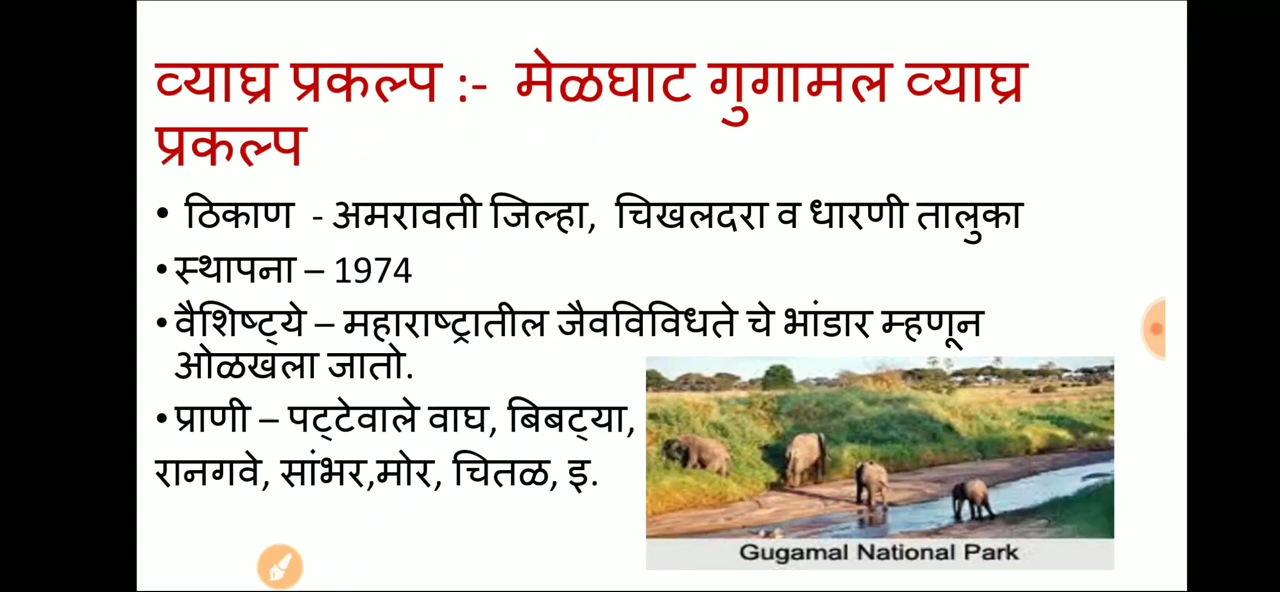 व्याघ्र प्रकल्प :- मेळघाट गुगामल व्याघ्र
प्रकल्प
• ठिकाण - अमरावती जिल्हा, चिखलदरा व धारणी तालुका
• स्थापना – 1974
• वैशिष्ट्ये – महाराष्ट्रातील जैवविविधते चे भांडार म्हणून
ओळखला जातो.
• प्राणी – पट्टेवाले वाघ, बिबट्या,
रानगवे, सांभर,मोर, चितळ, इ.
Gugamal National Park